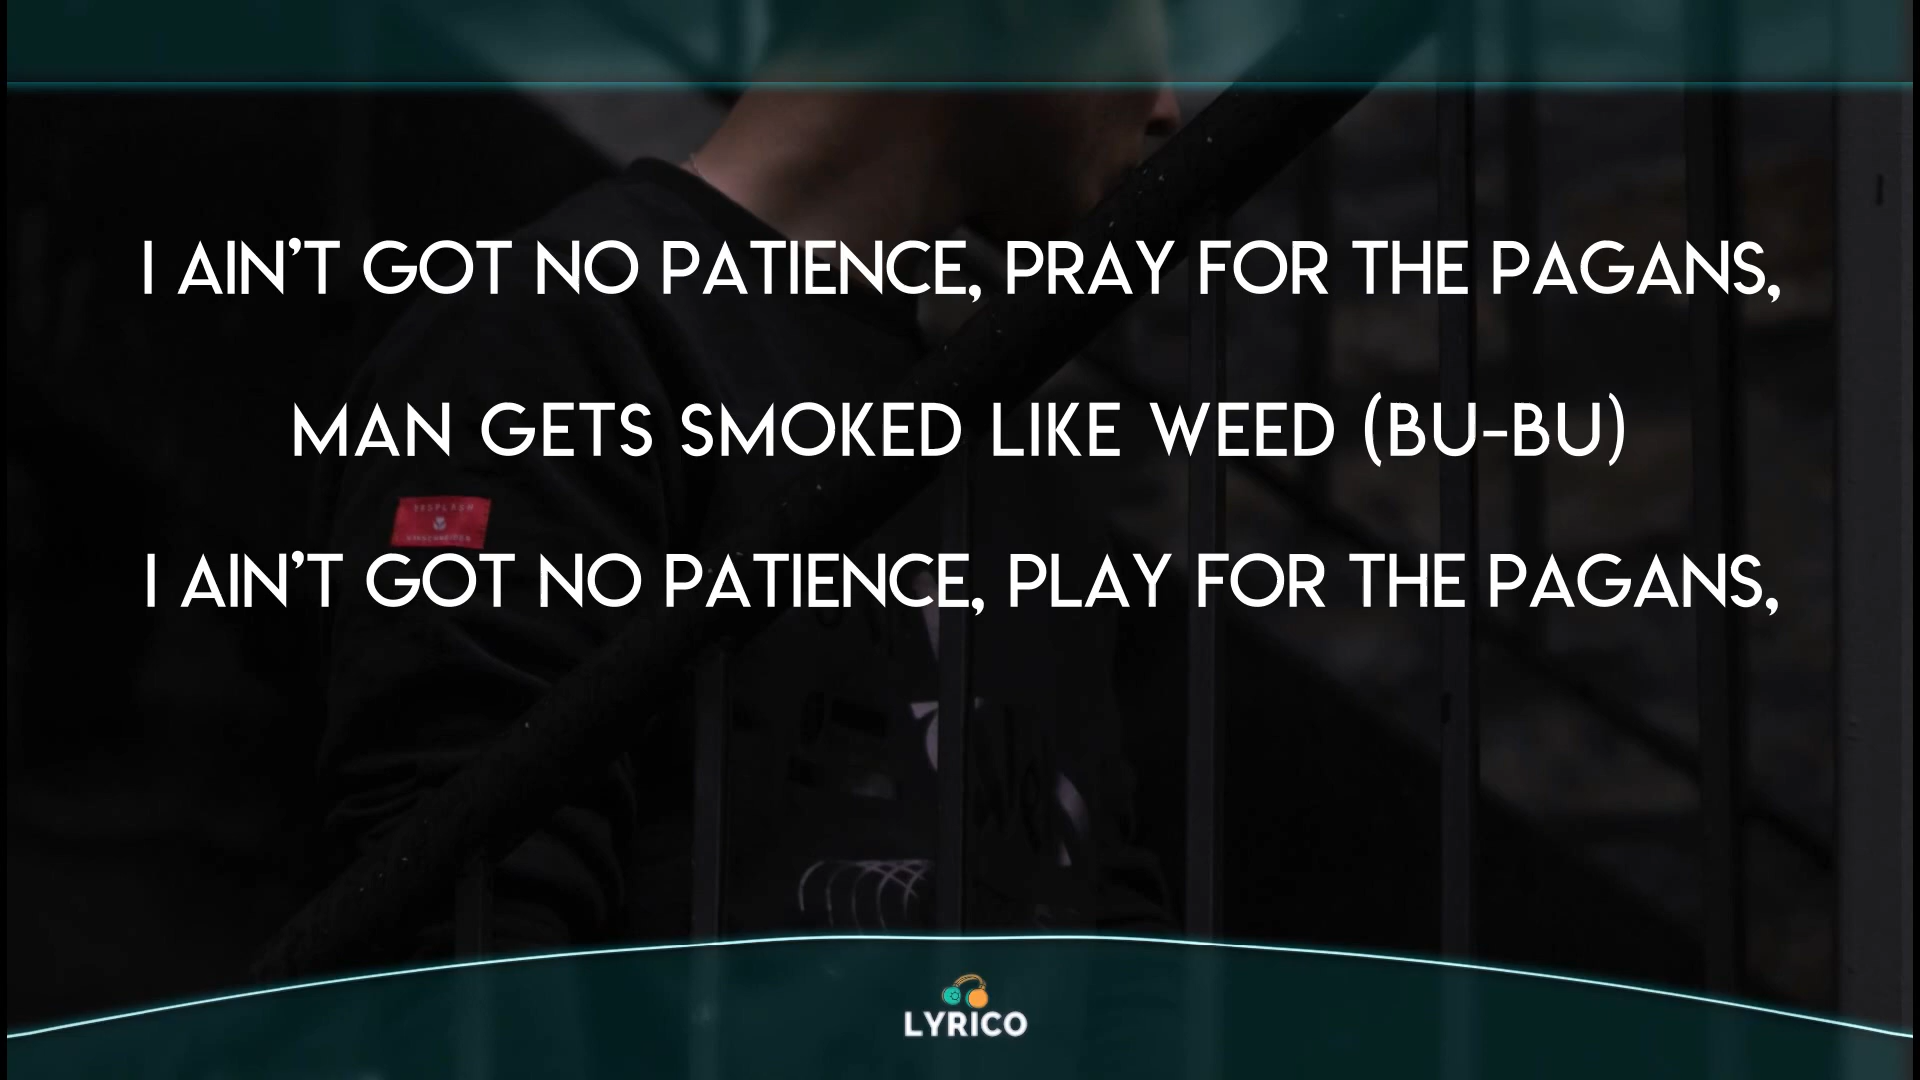 I AIN'T GOT NO PATIENCE, PRAY FOR THE PAGANS,
MAN GETS SMOKED LIKE WEED (BU-BU)
I AIN'T GOT NO PATIENCE, PLAY FOR THE PAGANS,
LYRICO